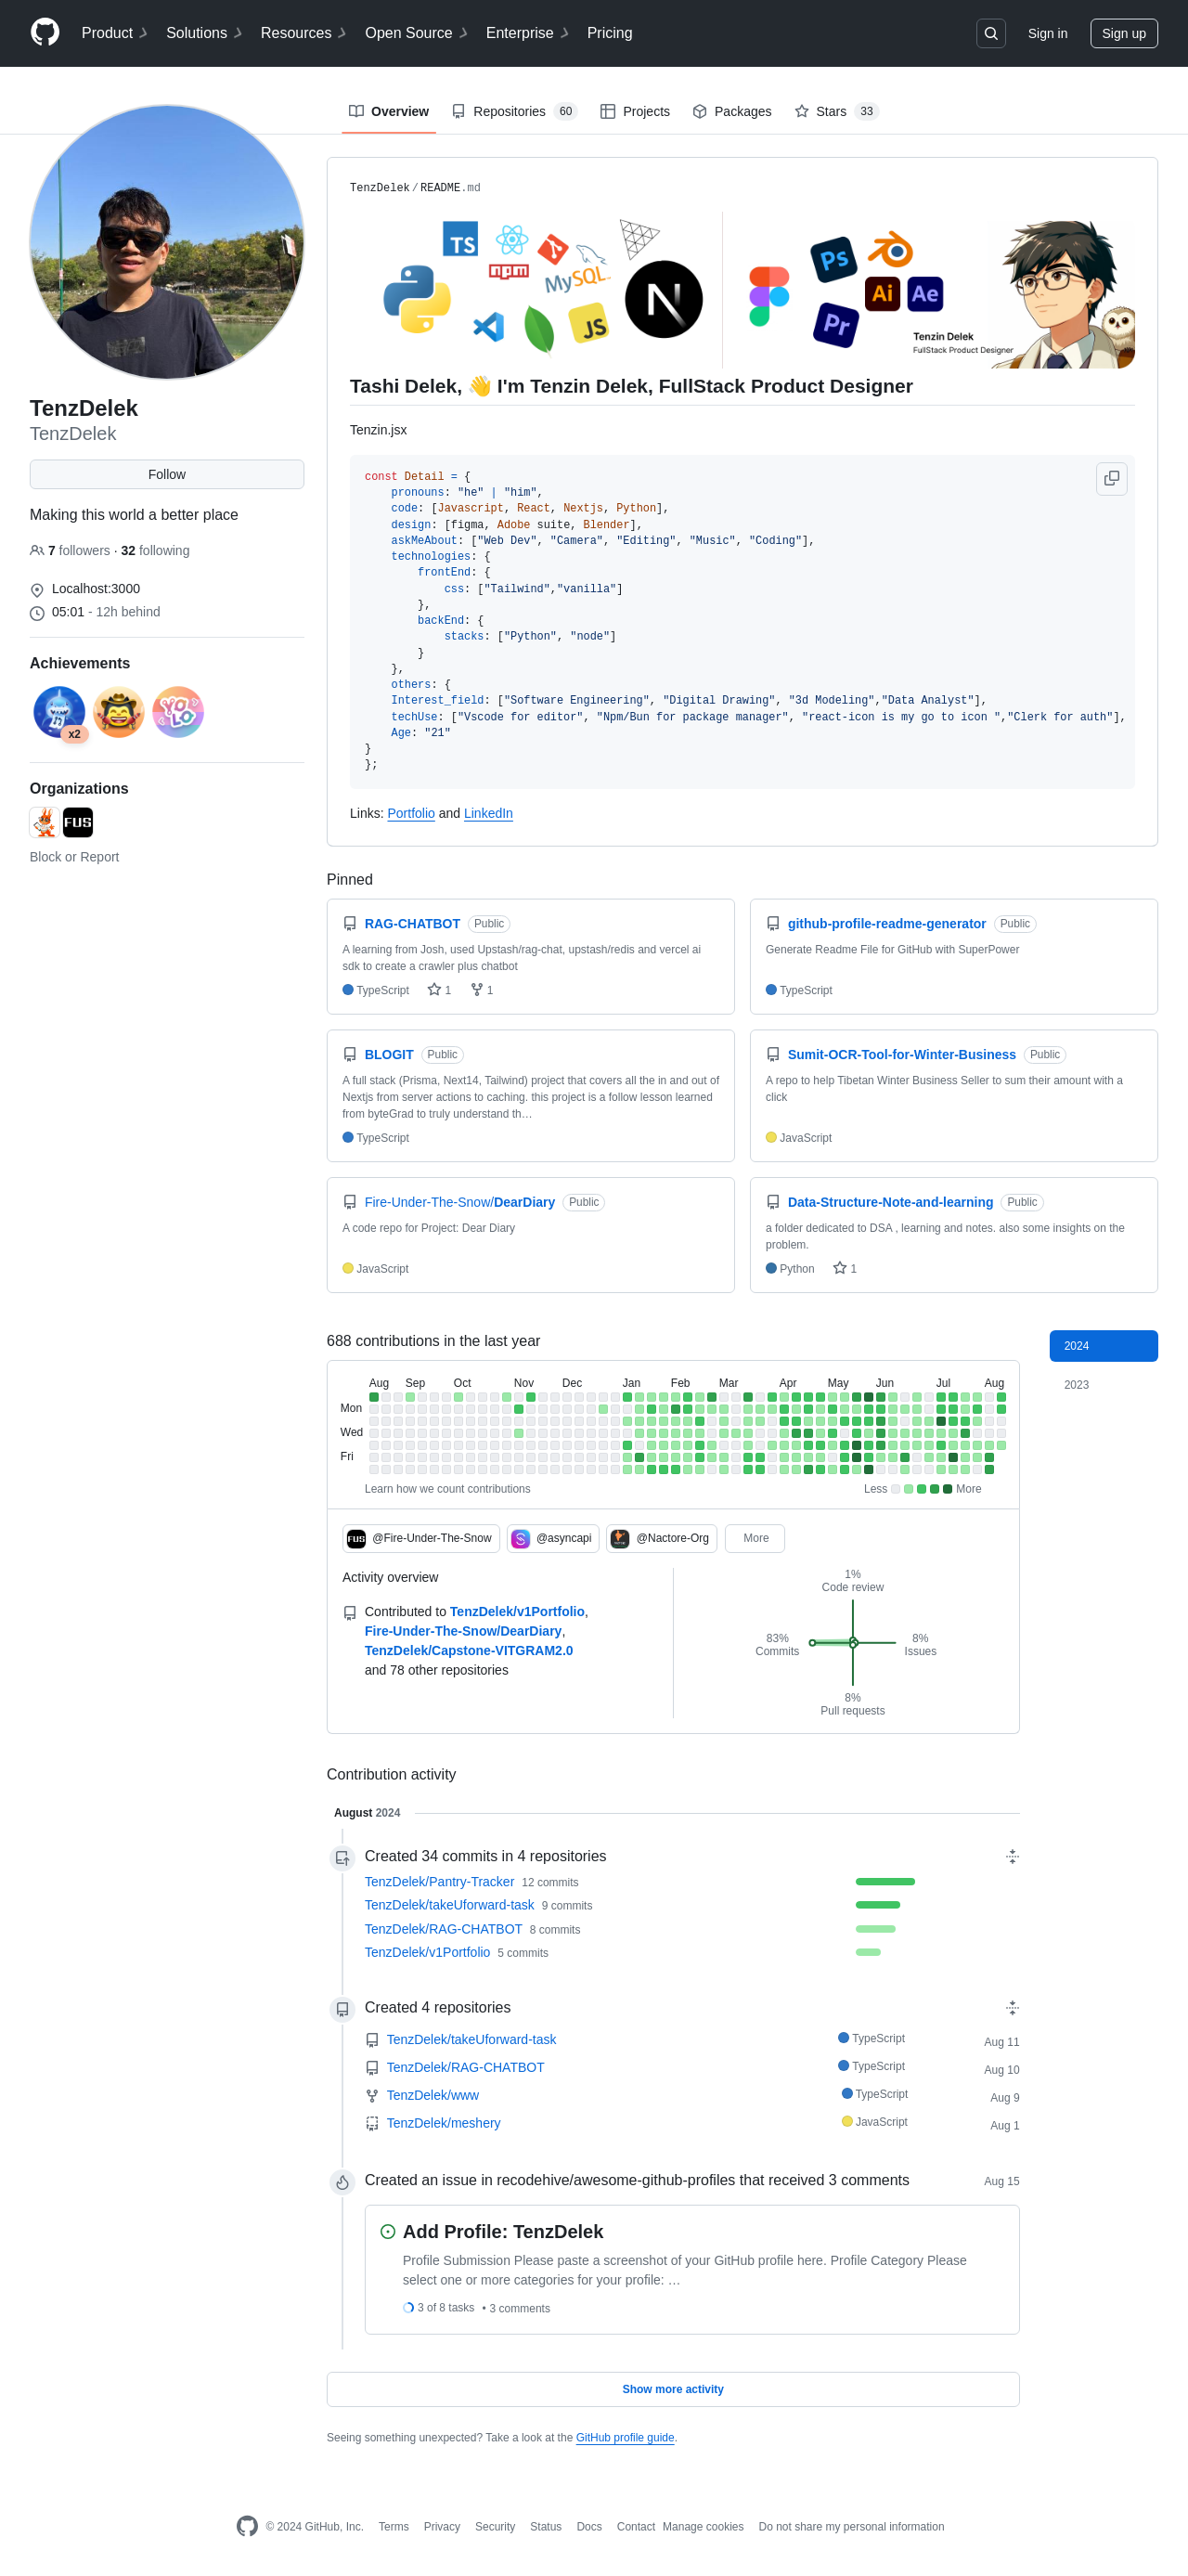 Product
Solutions
Resources
Open Source
Enterprise
Pricing
Sign in
Sign up
Overview
Repositories 60
Projects
Packages
Stars 33
TenzDelek
TenzDelek
Follow
Making this world a better place
7 followers · 32 following
Localhost:3000
05:01 - 12h behind
Achievements
x2
YOLO
Organizations
FUS
Block or Report
TenzDelek/README.md
TS
npm
MySQL
JS
N
Ps
Ai
Ae
Pr
Tenzin Delek
FullStack Product Designer
Tashi Delek, 👋 I'm Tenzin Delek, FullStack Product Designer
Tenzin.jsx
const Detail = {
pronouns: "he" | "him",
code: [Javascript, React, Nextjs, Python],
design: [figma, Adobe suite, Blender],
askMeAbout: ["Web Dev", "Camera", "Editing", "Music", "Coding"],
technologies: {
frontEnd: {
css: ["Tailwind","vanilla"]
},
backEnd: {
stacks: ["Python", "node"]
}
},
others: {
Interest_field: ["Software Engineering", "Digital Drawing", "3d Modeling","Data Analyst"],
techUse: ["Vscode for editor", "Npm/Bun for package manager", "react-icon is my go to icon ","Clerk for auth"],
Age: "21"
}
};
Links: Portfolio and LinkedIn
Pinned
RAG-CHATBOT Public
A learning from Josh, used Upstash/rag-chat, upstash/redis and vercel ai
sdk to create a crawler plus chatbot
TypeScript 1 1
github-profile-readme-generator Public
Generate Readme File for GitHub with SuperPower
TypeScript
BLOGIT Public
A full stack (Prisma, Next14, Tailwind) project that covers all the in and out of
Nextjs from server actions to caching. this project is a follow lesson learned
from byteGrad to truly understand th…
TypeScript
Sumit-OCR-Tool-for-Winter-Business Public
A repo to help Tibetan Winter Business Seller to sum their amount with a
click
JavaScript
Fire-Under-The-Snow/DearDiary Public
A code repo for Project: Dear Diary
JavaScript
Data-Structure-Note-and-learning Public
a folder dedicated to DSA , learning and notes. also some insights on the
problem.
Python 1
688 contributions in the last year
2024
2023
Aug Sep Oct Nov Dec Jan Feb Mar Apr May Jun Jul Aug
Mon
Wed
Fri
Learn how we count contributions
Less
More
FUS @Fire-Under-The-Snow
@asyncapi
@Nactore-Org
More
Activity overview
Contributed to TenzDelek/v1Portfolio,
Fire-Under-The-Snow/DearDiary,
TenzDelek/Capstone-VITGRAM2.0
and 78 other repositories
1%
Code review
83%
Commits
8%
Issues
8%
Pull requests
Contribution activity
August 2024
Created 34 commits in 4 repositories
TenzDelek/Pantry-Tracker 12 commits
TenzDelek/takeUforward-task 9 commits
TenzDelek/RAG-CHATBOT 8 commits
TenzDelek/v1Portfolio 5 commits
Created 4 repositories
TenzDelek/takeUforward-task TypeScript Aug 11
TenzDelek/RAG-CHATBOT TypeScript Aug 10
TenzDelek/www TypeScript Aug 9
TenzDelek/meshery JavaScript Aug 1
Created an issue in recodehive/awesome-github-profiles that received 3 comments Aug 15
Add Profile: TenzDelek
Profile Submission Please paste a screenshot of your GitHub profile here. Profile Category Please
select one or more categories for your profile: …
3 of 8 tasks • 3 comments
Show more activity
Seeing something unexpected? Take a look at the GitHub profile guide.
© 2024 GitHub, Inc.
Terms
Privacy
Security
Status
Docs
Contact
Manage cookies
Do not share my personal information